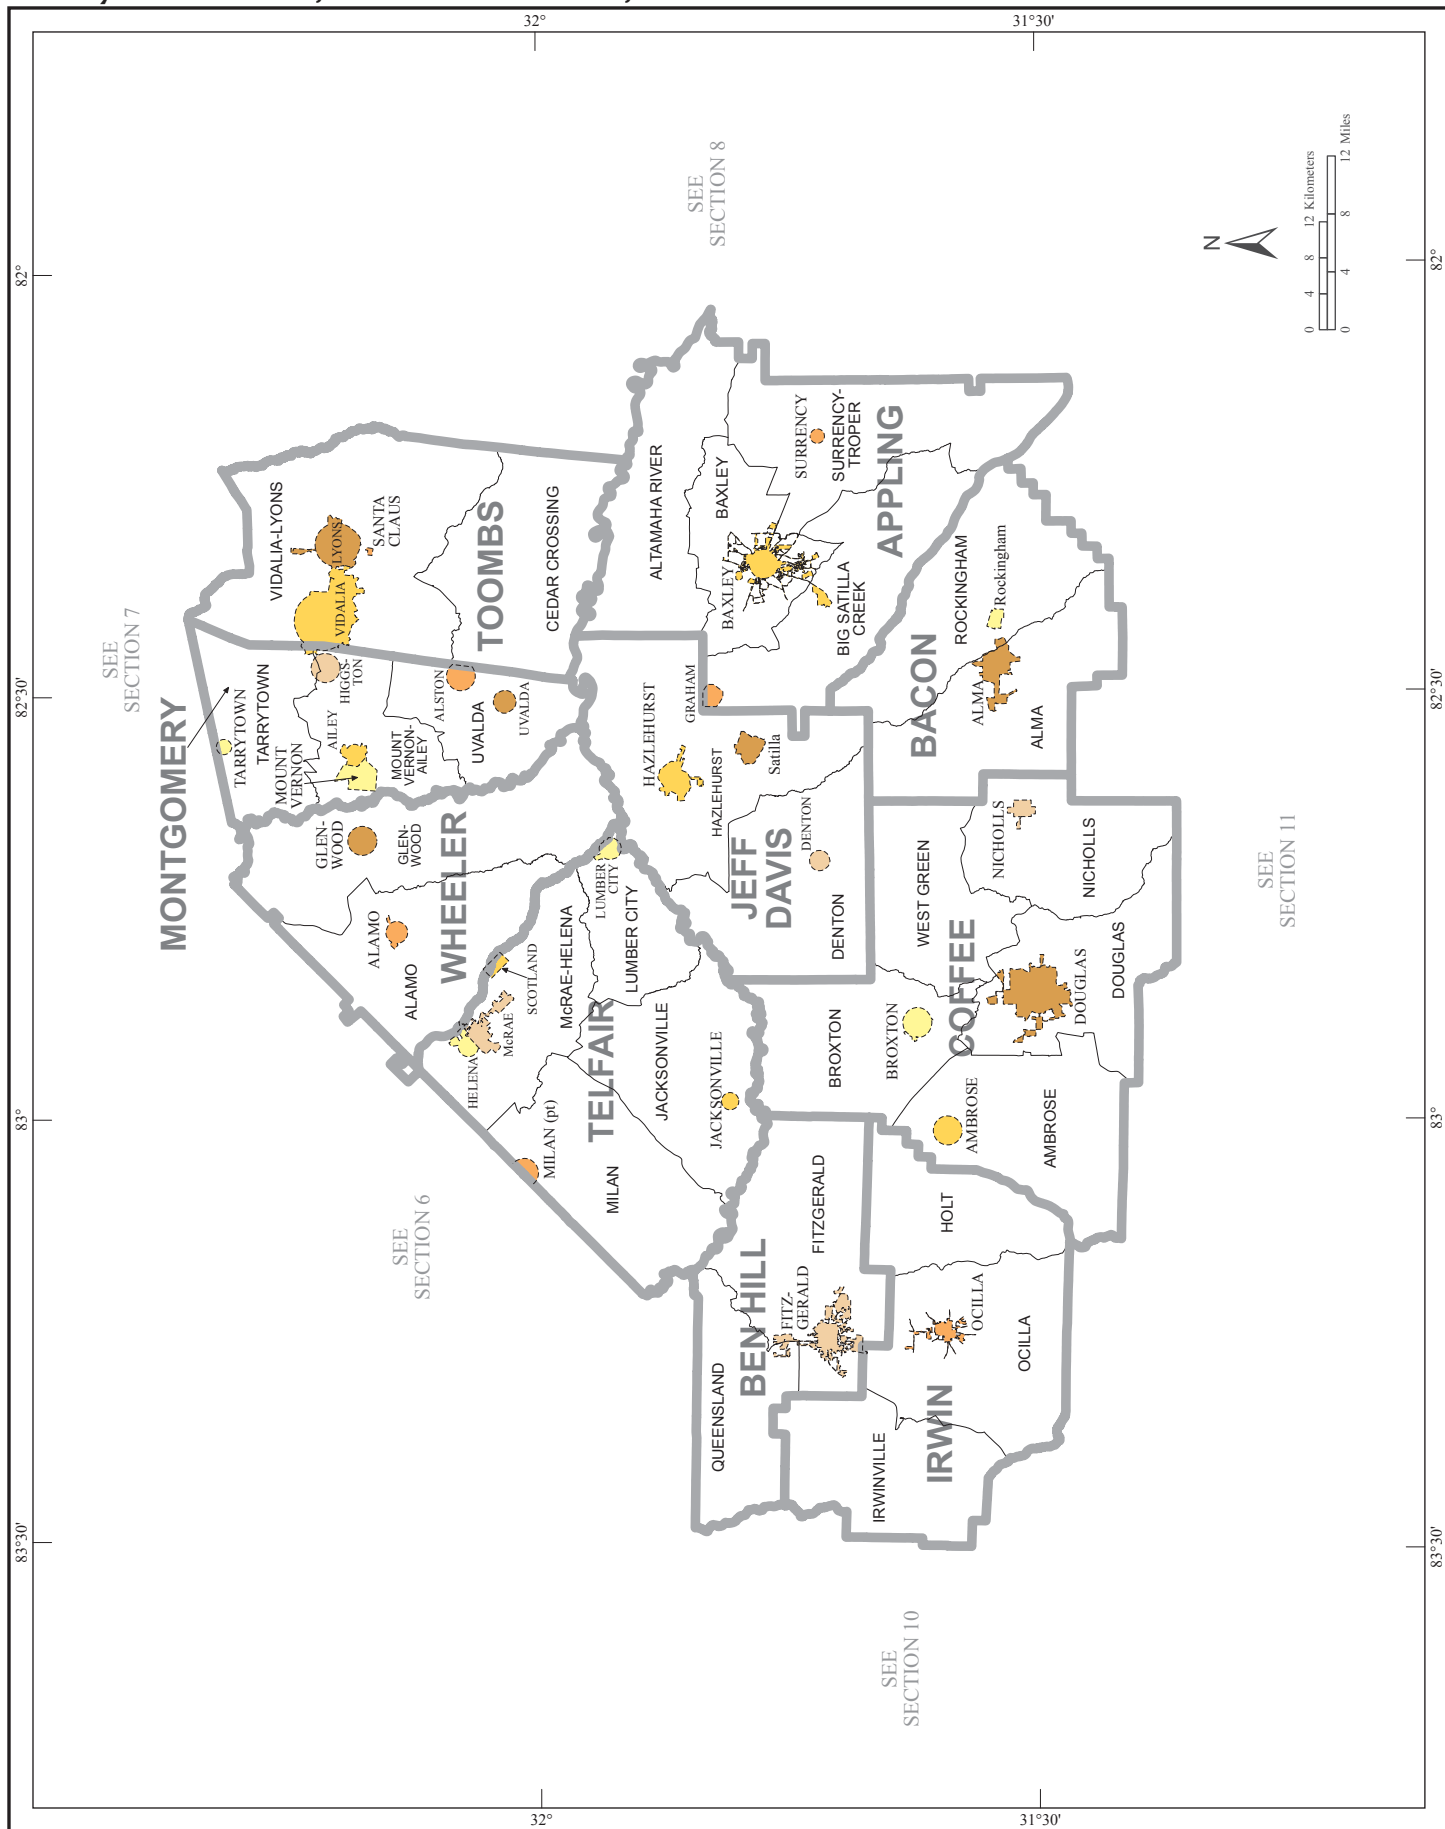 32°
31°30'
82°
82°30'
83°
83°30'
82°
82°30'
83°
83°30'
32°
31°30'
SEE
SECTION 7
SEE
SECTION 8
SEE
SECTION 6
SEE
SECTION 11
SEE
SECTION 10
N
0 4 8 12 Kilometers
0 4 8 12 Miles
MONTGOMERY
TARRYTOWN
TARRYTOWN
MOUNT
VERNON
AILEY
HIGGS-
TON
MOUNT
VERNON-
AILEY
ALSTON
UVALDA
UVALDA
TOOMBS
VIDALIA-LYONS
VIDALIA
LYONS
SANTA
CLAUS
CEDAR CROSSING
WHEELER
GLEN-
WOOD
GLEN-
WOOD
ALAMO
ALAMO
TELFAIR
HELENA
McRAE
SCOTLAND
McRAE-HELENA
LUMBER
CITY
LUMBER CITY
JACKSONVILLE
JACKSONVILLE
MILAN (pt)
MILAN
JEFF
DAVIS
HAZLEHURST
HAZLEHURST
Satilla
DENTON
DENTON
APPLING
ALTAMAHA RIVER
BAXLEY
BAXLEY
GRAHAM
SURRENCY
SURRENCY-
TROPER
BIG SATILLA
CREEK
BACON
ROCKINGHAM
Rockingham
ALMA
ALMA
COFFEE
WEST GREEN
NICHOLLS
NICHOLLS
BROXTON
BROXTON
DOUGLAS
DOUGLAS
AMBROSE
AMBROSE
BEN HILL
FITZGERALD
FITZ-
GERALD
QUEENSLAND
IRWIN
HOLT
OCILLA
OCILLA
IRWINVILLE